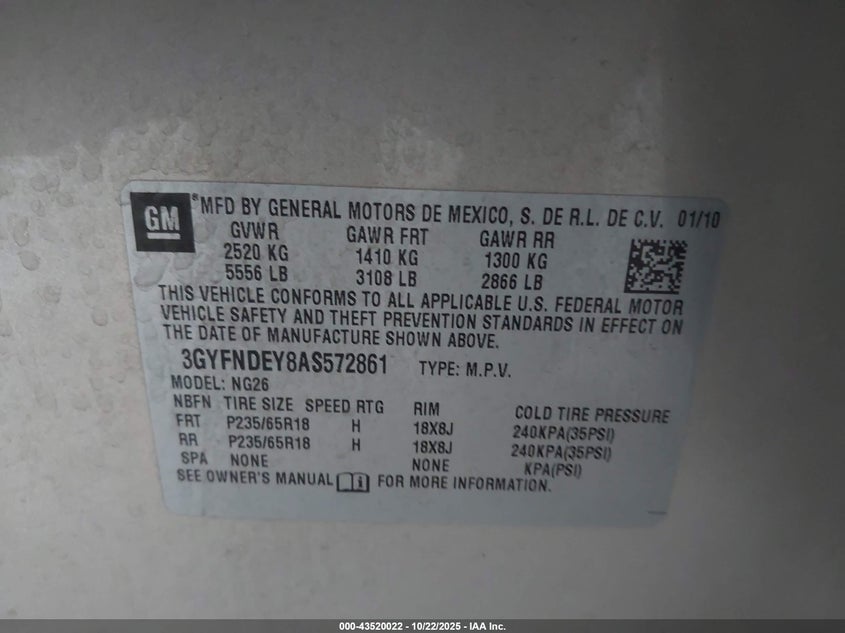 GM ® MFD BY GENERAL MOTORS DE MEXICO, S. DE R.L. DE C.V. 01/10
GVWR GAWR FRT GAWR RR
2520 KG 1410 KG 1300 KG
5556 LB 3108 LB 2866 LB
THIS VEHICLE CONFORMS TO ALL APPLICABLE U.S. FEDERAL MOTOR
VEHICLE SAFETY AND THEFT PREVENTION STANDARDS IN EFFECT ON
THE DATE OF MANUFACTURE SHOWN ABOVE.
3GYFNDEY8AS572861 TYPE: M.P.V.
MODEL: NG26
NBFN TIRE SIZE SPEED RTG RIM COLD TIRE PRESSURE
FRT P235/65R18 H 18X8J 240KPA(35PSI)
RR P235/65R18 H 18X8J 240KPA(35PSI)
SPA NONE NONE KPA(PSI)
SEE OWNER'S MANUAL i FOR MORE INFORMATION.
000-43520022 - 10/22/2025 - IAA Inc.